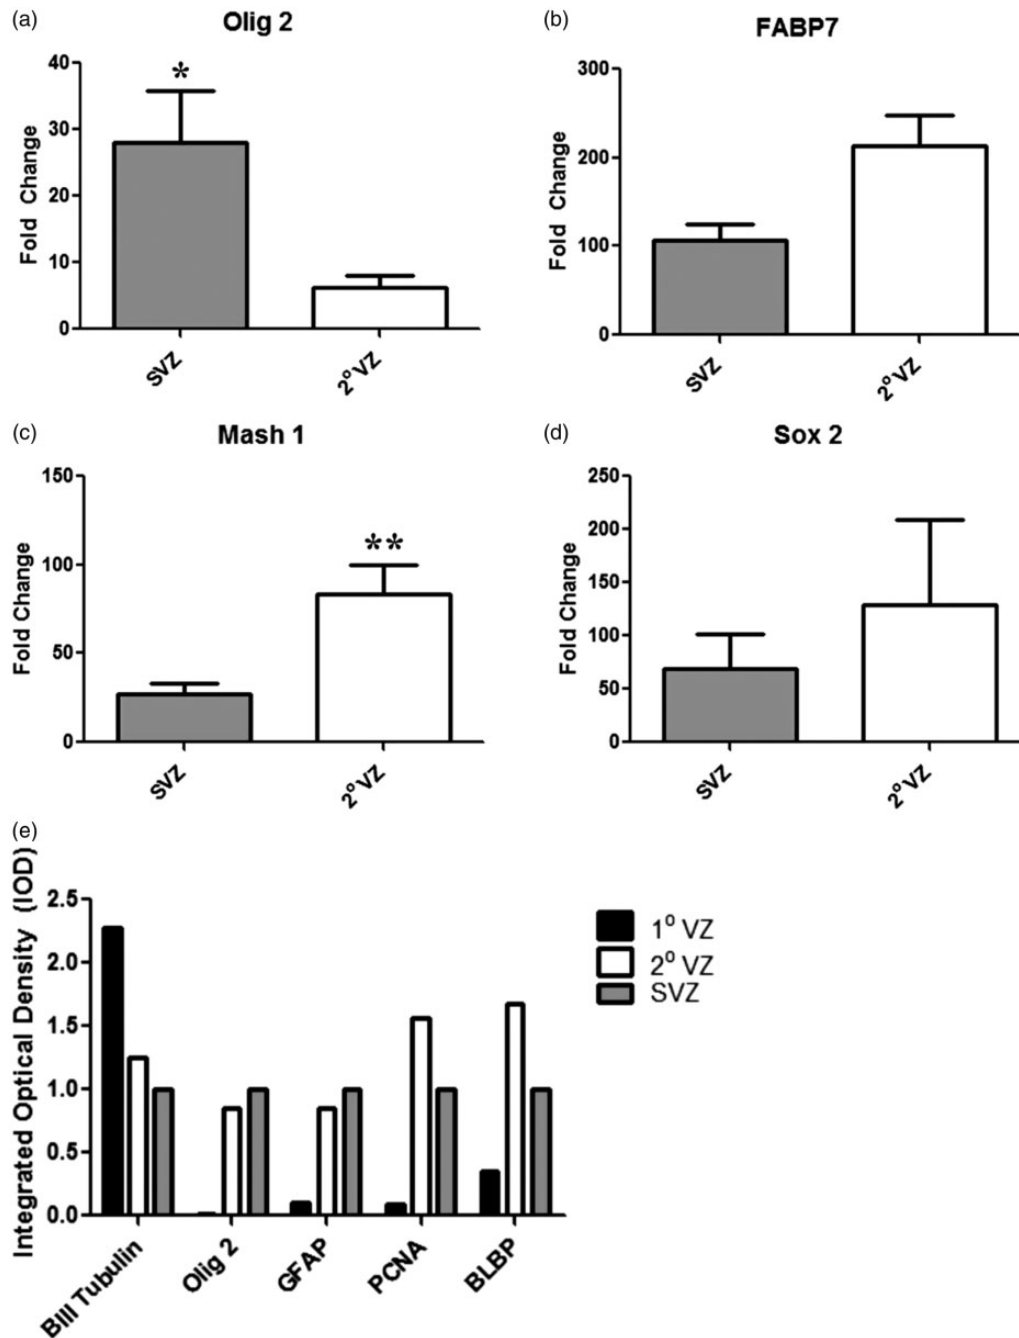 (a)
Olig 2
Fold Change
40
*
30
20
10
0
SVZ
2° VZ
(b)
FABP7
Fold Change
300
200
100
0
SVZ
2° VZ
(c)
Mash 1
Fold Change
150
**
100
50
0
SVZ
2° VZ
(d)
Sox 2
Fold Change
250
200
150
100
50
0
SVZ
2° VZ
(e)
Integrated Optical Density (IOD)
2.5
2.0
1.5
1.0
0.5
0.0
BIII Tubulin
Olig 2
GFAP
PCNA
BLBP
1° VZ
2° VZ
SVZ